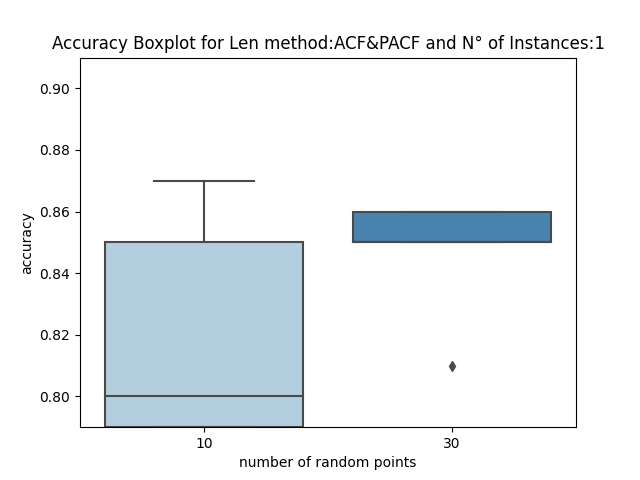 Accuracy Boxplot for Len method:ACF&PACF and N° of Instances:1
0.90
0.88
0.86
0.84
0.82
0.80
accuracy
10 30
number of random points